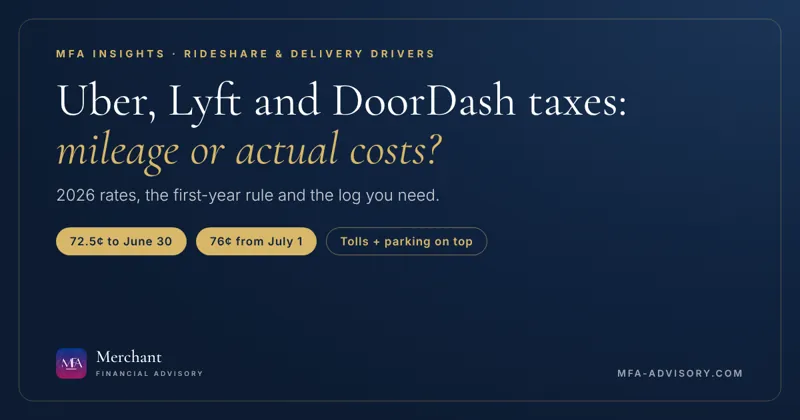 MFA INSIGHTS · RIDESHARE & DELIVERY DRIVERS
Uber, Lyft and DoorDash taxes:
mileage or actual costs?
2026 rates, the first-year rule and the log you need.
72.5¢ to June 30
76¢ from July 1
Tolls + parking on top
MFA
Merchant
FINANCIAL ADVISORY
MFA-ADVISORY.COM